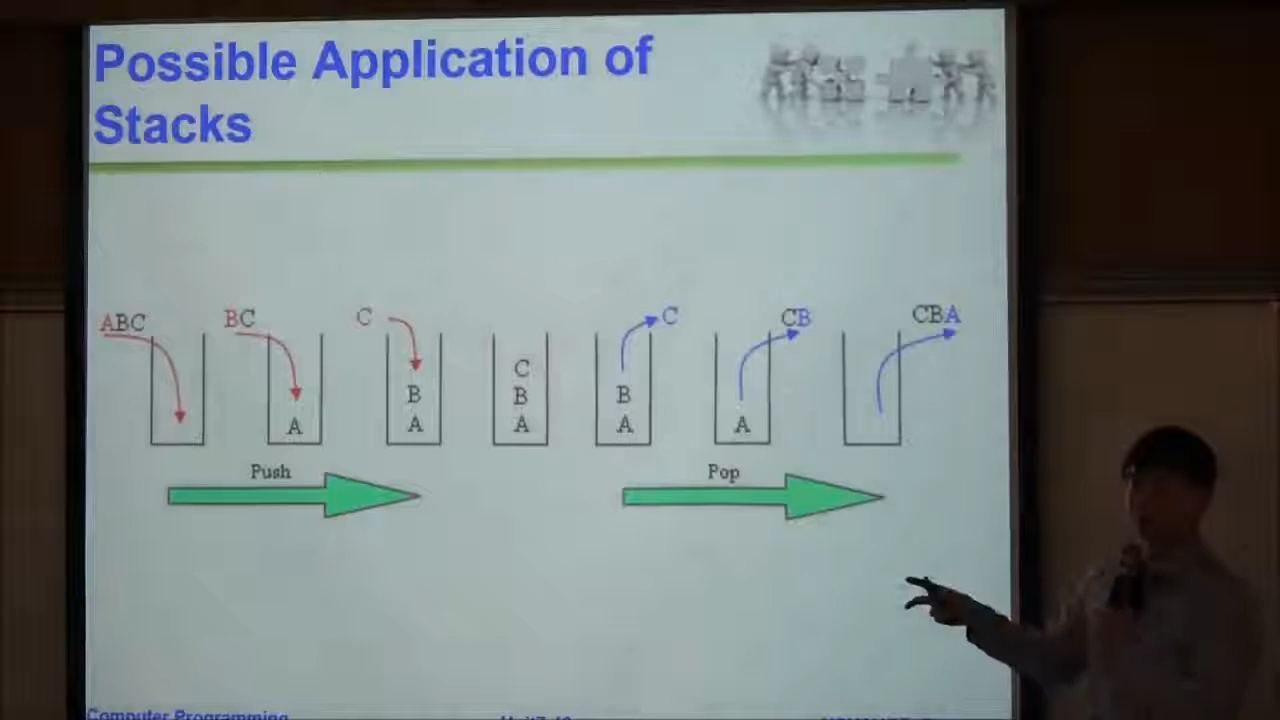 Possible Application of
Stacks
ABC
BC
C
C
CB
CBA
A
B
A
C
B
A
B
A
A
Push
Pop
Computer Programming